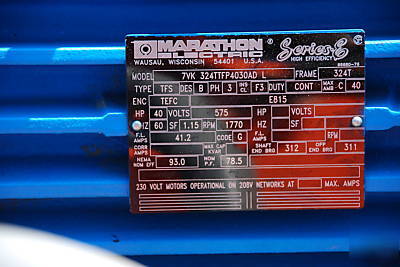 MARATHON ELECTRIC Series-E
HIGH EFFICIENCY
WAUSAU, WISCONSIN 54401 U.S.A.
MODEL 7VK 324TTFP4030AD L FRAME 324T
TYPE TFS DES B PH 3 INS CL F3 DUTY CONT MAX AMB °C 40
ENC TEFC EB15
HP 40 VOLTS 575 HP VOLTS
HZ 60 SF 1.15 RPM 1770 HZ SF RPM
F.L. AMPS 41.2 CODE G F.L. AMPS
S.F. AMPS MAX CAP KVAR SHAFT END BRG 312 OPP END BRG 311
NEMA NOM EFF 93.0 P.F. 78.5
230 VOLT MOTORS OPERATIONAL ON 208V NETWORKS AT MAX. AMPS